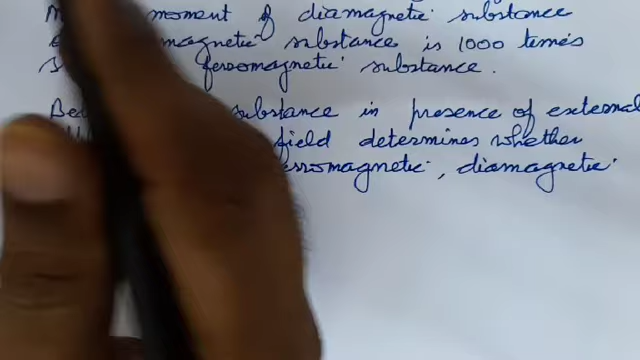 moment of diamagnetic substance
magnetic substance is 1000 times
ferromagnetic substance.
substance in presence of external
field determines whether
ferromagnetic, diamagnetic